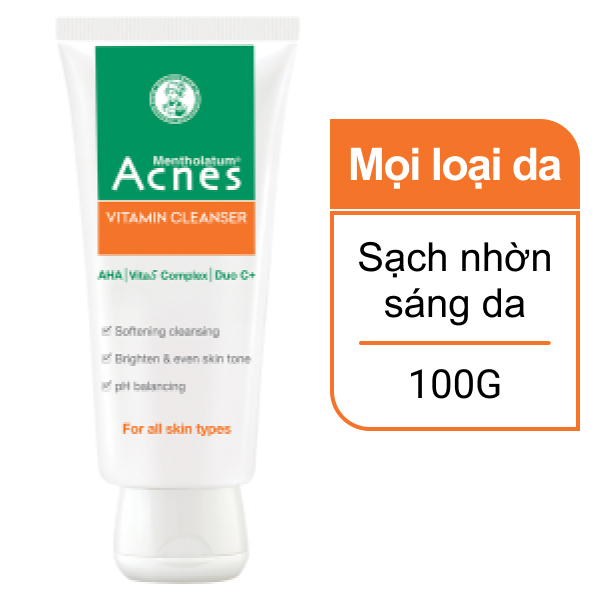 Mentholatum®
Acnes
VITAMIN CLEANSER
AHA | Vita5 Complex | Duo C+
Softening cleansing
Brighten & even skin tone
pH balancing
For all skin types
Mọi loại da
Sạch nhờn
sáng da
100G